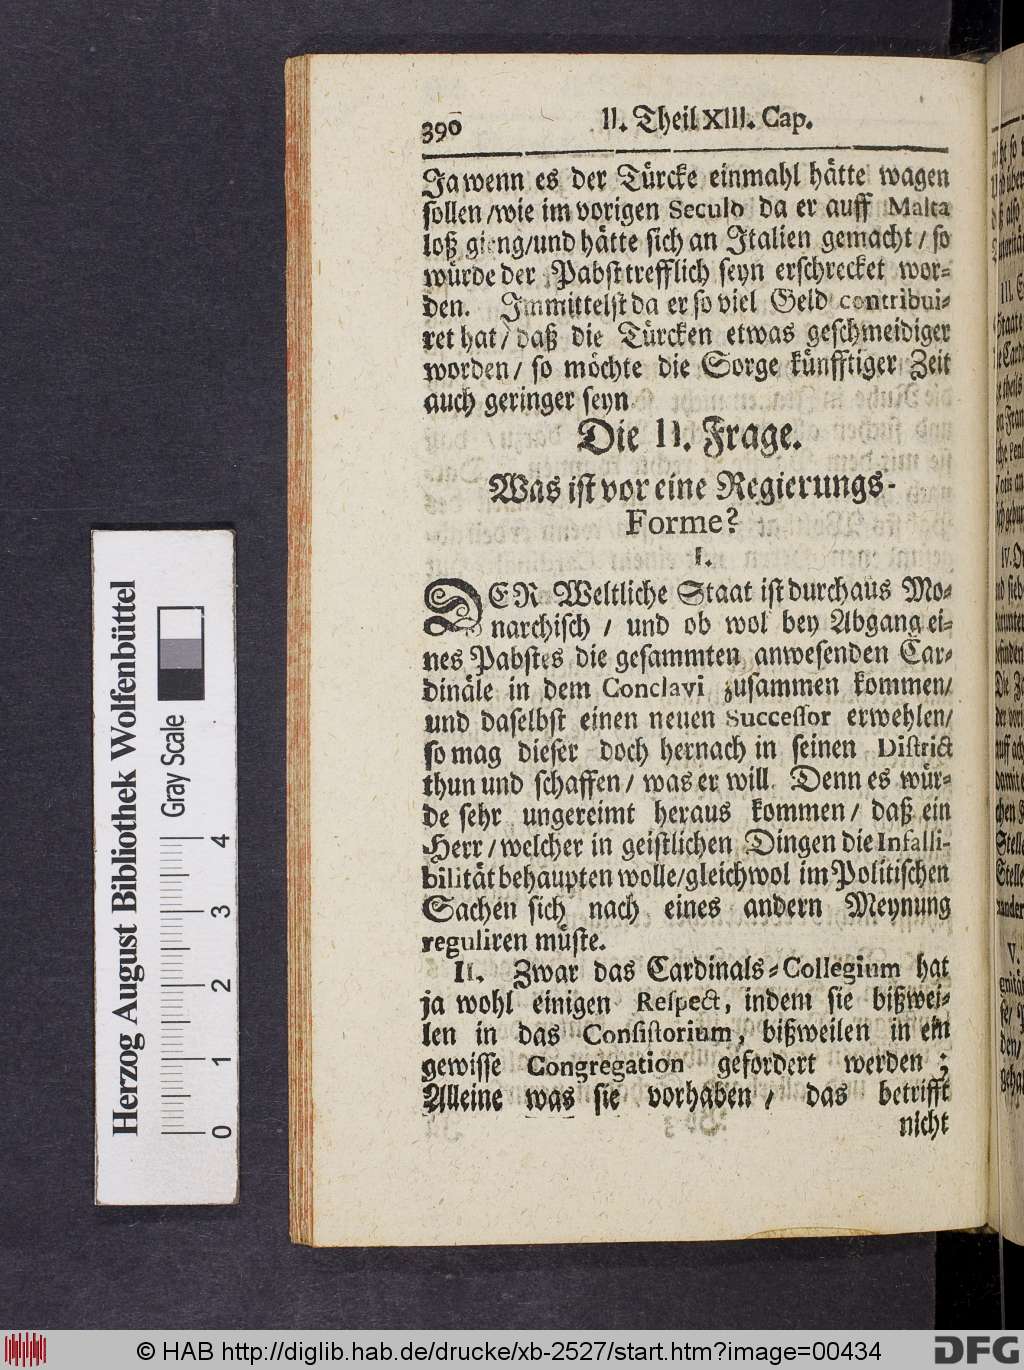 390 II. Theil XIII. Cap.
Ja wenn es der Türcke einmahl hätte wagen
sollen/wie im vorigen Seculo da er auff Malta
loß gieng/und hätte sich an Italien gemacht/ so
würde der Pabst trefflich seyn erschrecket wor-
den. Immittelst da er so viel Geld contribui-
ret hat/ daß die Türcken etwas geschmeidiger
worden/ so möchte die Sorge künfftiger Zeit
auch geringer seyn.
Die II. Frage.
Was ist vor eine Regierungs-
Forme?
I.
DER Weltliche Staat ist durchaus Mo-
narchisch / und ob wol bey Abgang ei-
nes Pabstes die gesammten anwesenden Car-
dinäle in dem Conclavi zusammen kommen/
und daselbst einen neuen Successor erwehlen/
so mag dieser doch hernach in seinen District
thun und schaffen/ was er will. Denn es wür-
de sehr ungereimt heraus kommen/ daß ein
Herr/welcher in geistlichen Dingen die Infalli-
bilität behaupten wolle/gleichwol im Politischen
Sachen sich nach eines andern Meynung
reguliren müste.
II. Zwar das Cardinals-Collegium hat
ja wohl einigen Respect, indem sie bißwei-
len in das Consistorium, bißweilen in ein
gewisse Congregation gefordert werden;
Alleine was sie vorhaben / das betrifft
nicht
Herzog August Bibliothek Wolfenbüttel
Gray Scale
0 1 2 3 4
© HAB http://diglib.hab.de/drucke/xb-2527/start.htm?image=00434
DFG